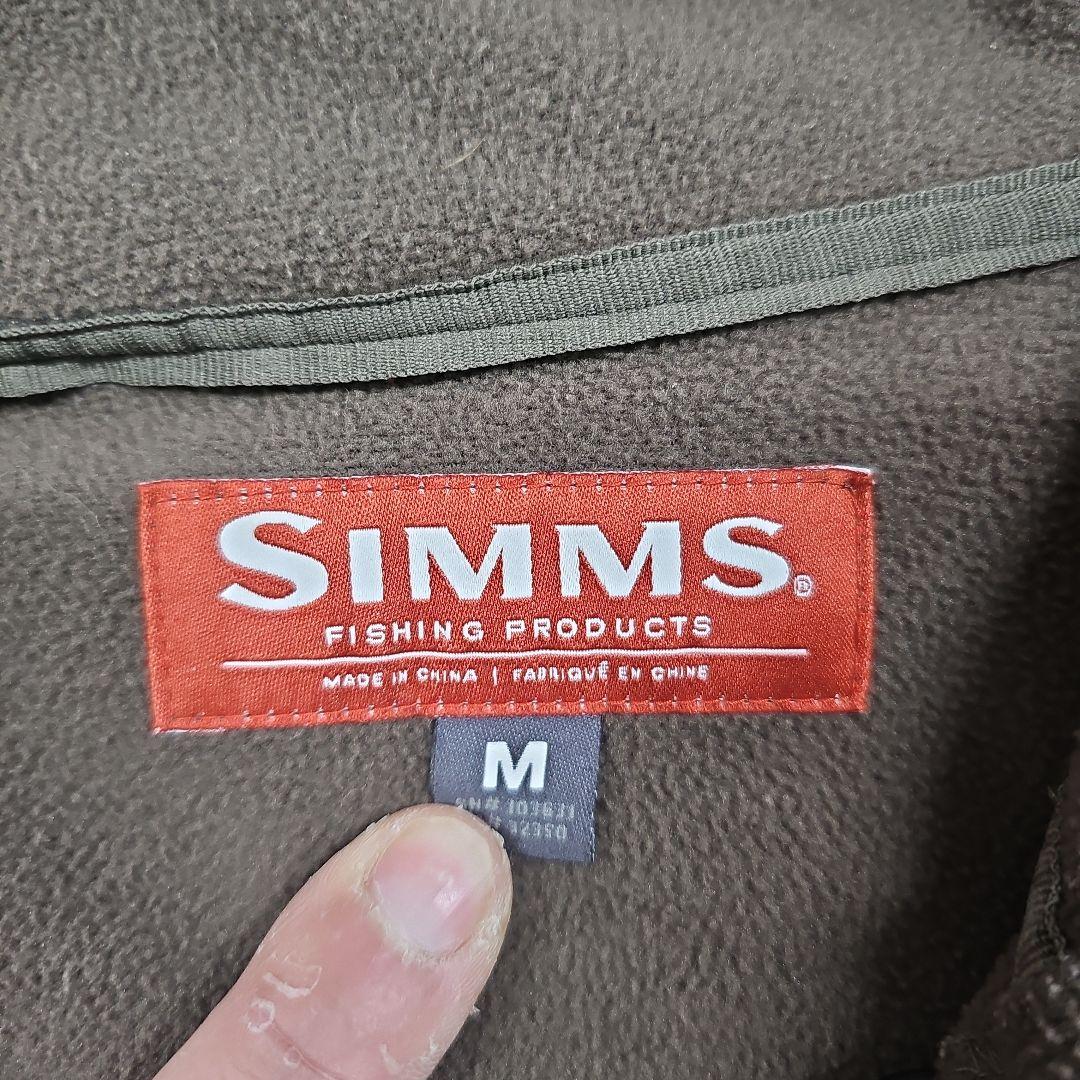 SIMMS®
FISHING PRODUCTS
MADE IN CHINA | FABRIQUÉ EN CHINE
M